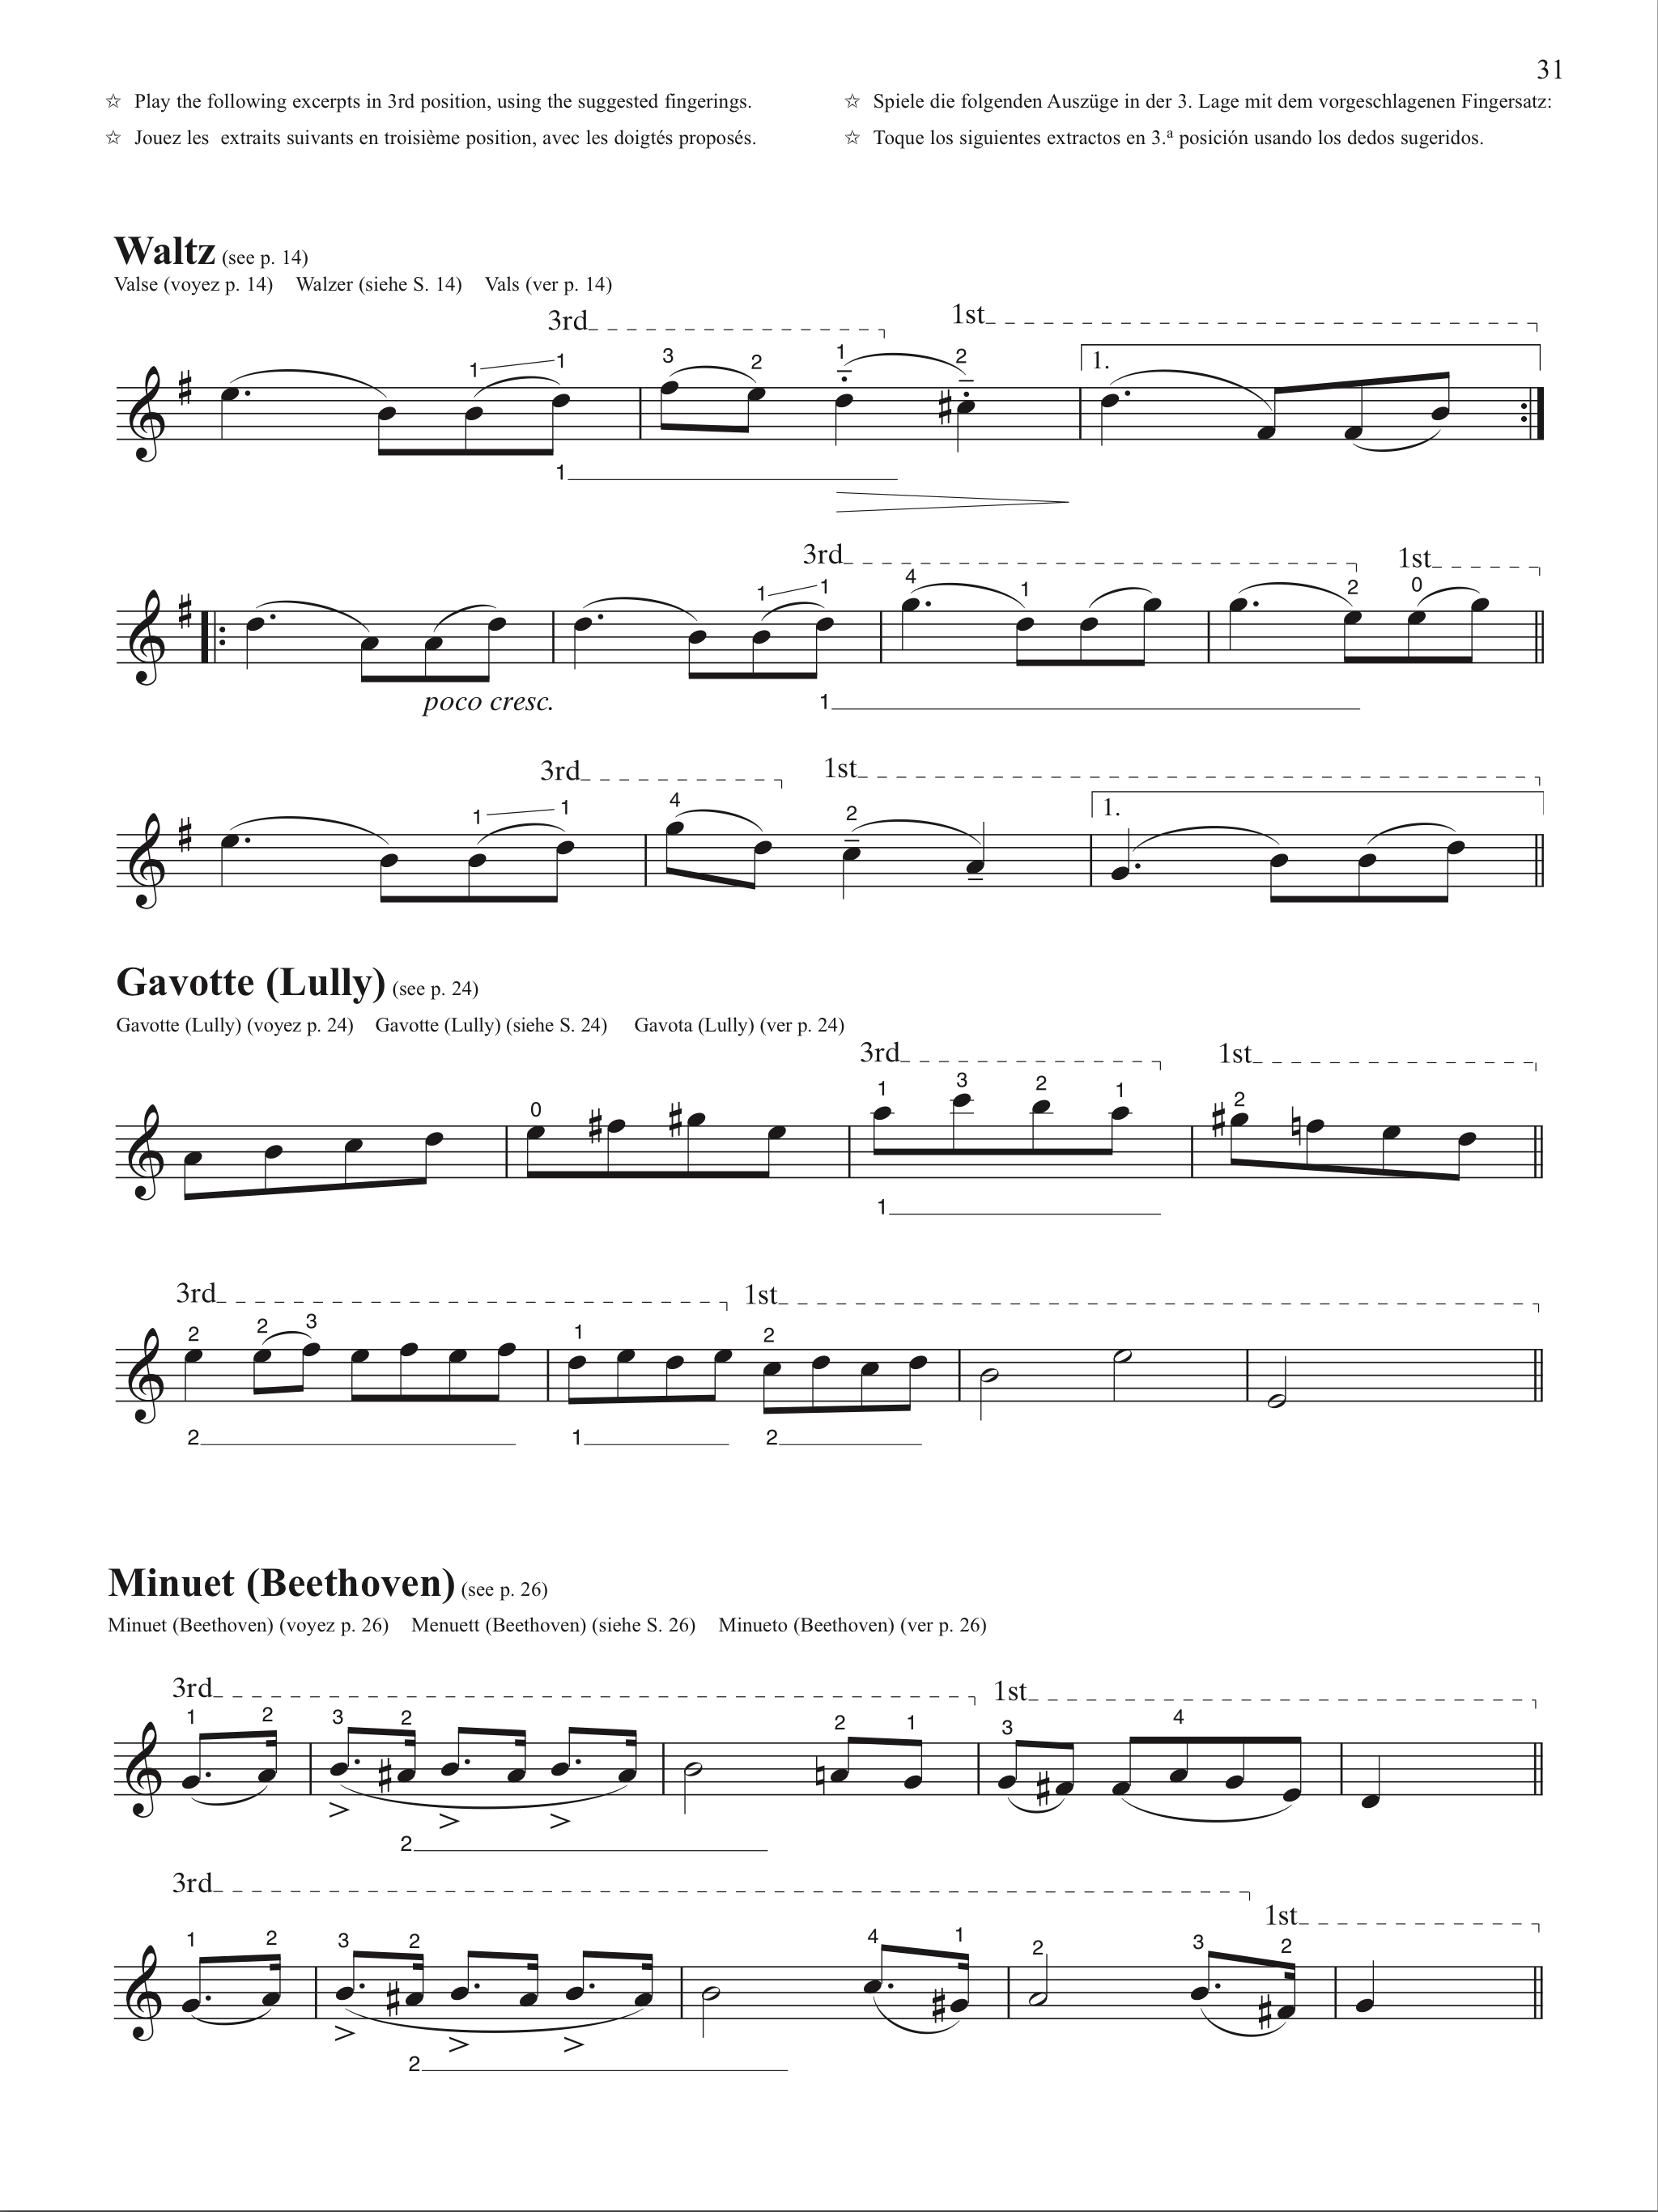 31
☆ Play the following excerpts in 3rd position, using the suggested fingerings.
☆ Jouez les extraits suivants en troisième position, avec les doigtés proposés.
☆ Spiele die folgenden Auszüge in der 3. Lage mit dem vorgeschlagenen Fingersatz:
☆ Toque los siguientes extractos en 3.ª posición usando los dedos sugeridos.
Waltz (see p. 14)
Valse (voyez p. 14) Walzer (siehe S. 14) Vals (ver p. 14)
3rd 1st
1 1 3 2 1 2 1.
1
3rd 1st
1 1 4 1 2 0
poco cresc. 1
3rd 1st
1 1 4 2 1.
Gavotte (Lully) (see p. 24)
Gavotte (Lully) (voyez p. 24) Gavotte (Lully) (siehe S. 24) Gavota (Lully) (ver p. 24)
3rd 1st
0 1 3 2 1 2
1
3rd 1st
2 2 3 1 2
2 1 2
Minuet (Beethoven) (see p. 26)
Minuet (Beethoven) (voyez p. 26) Menuett (Beethoven) (siehe S. 26) Minueto (Beethoven) (ver p. 26)
3rd 1st
1 2 3 2 2 1 3 4
2
3rd 1st
1 2 3 2 4 1 2 3 2
2